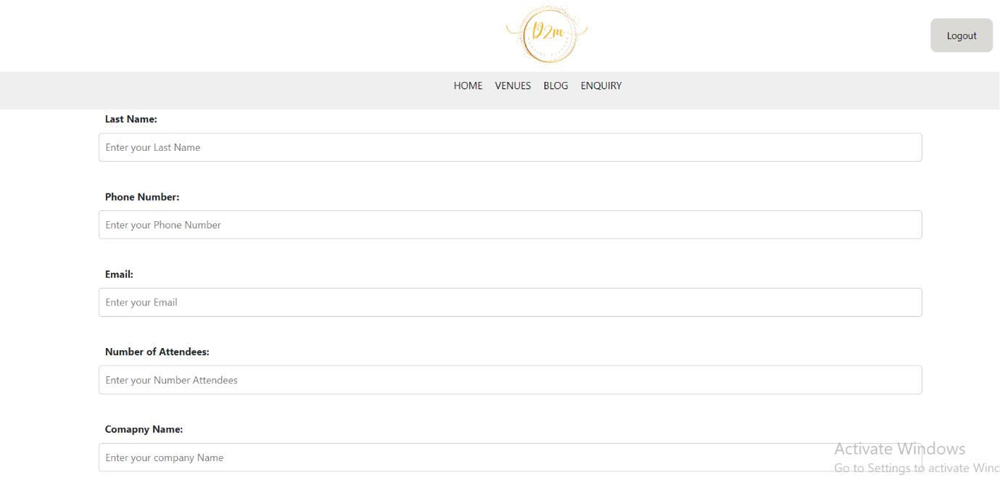 D2m
Logout
HOME VENUES BLOG ENQUIRY
Last Name:
Enter your Last Name
Phone Number:
Enter your Phone Number
Email:
Enter your Email
Number of Attendees:
Enter your Number Attendees
Comapny Name:
Enter your company Name
Activate Windows
Go to Settings to activate Winc